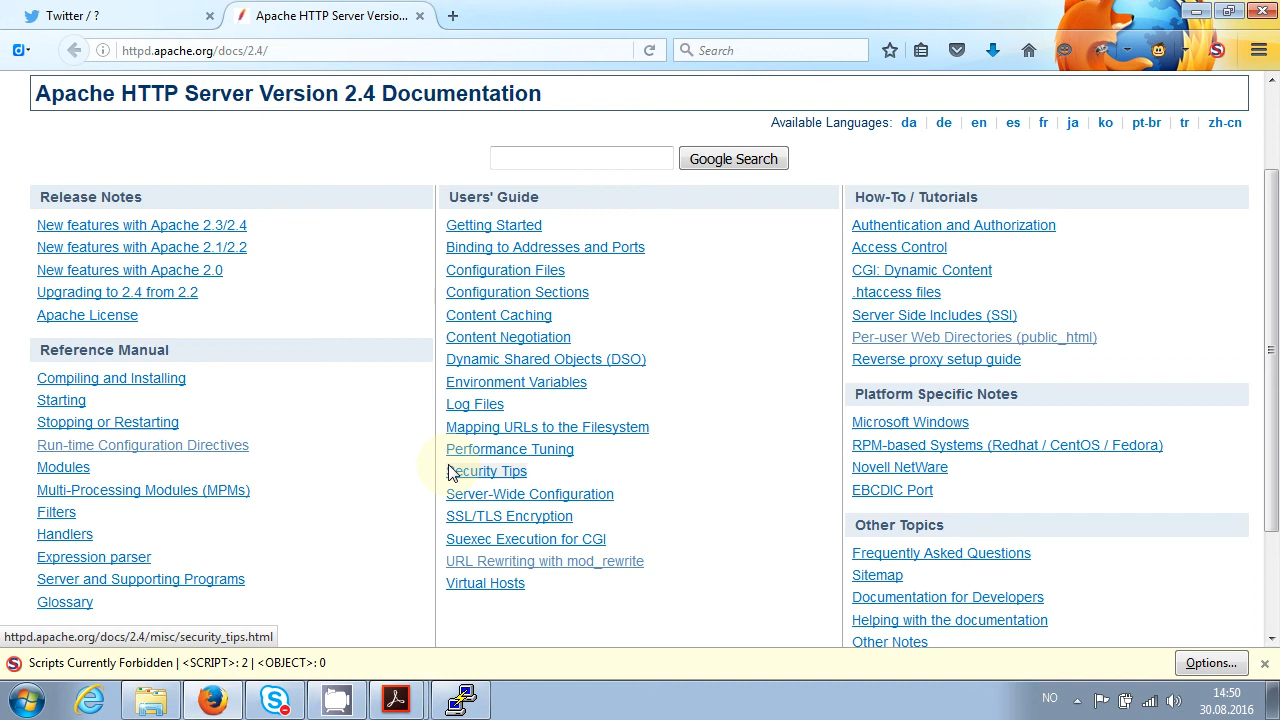 Twitter / ?
Apache HTTP Server Version...
httpd.apache.org/docs/2.4/
Search
Apache HTTP Server Version 2.4 Documentation
Available Languages: da | de | en | es | fr | ja | ko | pt-br | tr | zh-cn
Google Search
Release Notes
New features with Apache 2.3/2.4
New features with Apache 2.1/2.2
New features with Apache 2.0
Upgrading to 2.4 from 2.2
Apache License
Reference Manual
Compiling and Installing
Starting
Stopping or Restarting
Run-time Configuration Directives
Modules
Multi-Processing Modules (MPMs)
Filters
Handlers
Expression parser
Server and Supporting Programs
Glossary
Users' Guide
Getting Started
Binding to Addresses and Ports
Configuration Files
Configuration Sections
Content Caching
Content Negotiation
Dynamic Shared Objects (DSO)
Environment Variables
Log Files
Mapping URLs to the Filesystem
Performance Tuning
Security Tips
Server-Wide Configuration
SSL/TLS Encryption
Suexec Execution for CGI
URL Rewriting with mod_rewrite
Virtual Hosts
How-To / Tutorials
Authentication and Authorization
Access Control
CGI: Dynamic Content
.htaccess files
Server Side Includes (SSI)
Per-user Web Directories (public_html)
Reverse proxy setup guide
Platform Specific Notes
Microsoft Windows
RPM-based Systems (Redhat / CentOS / Fedora)
Novell NetWare
EBCDIC Port
Other Topics
Frequently Asked Questions
Sitemap
Documentation for Developers
Helping with the documentation
Other Notes
httpd.apache.org/docs/2.4/misc/security_tips.html
Scripts Currently Forbidden | <SCRIPT>: 2 | <OBJECT>: 0
Options...
NO
14:50
30.08.2016